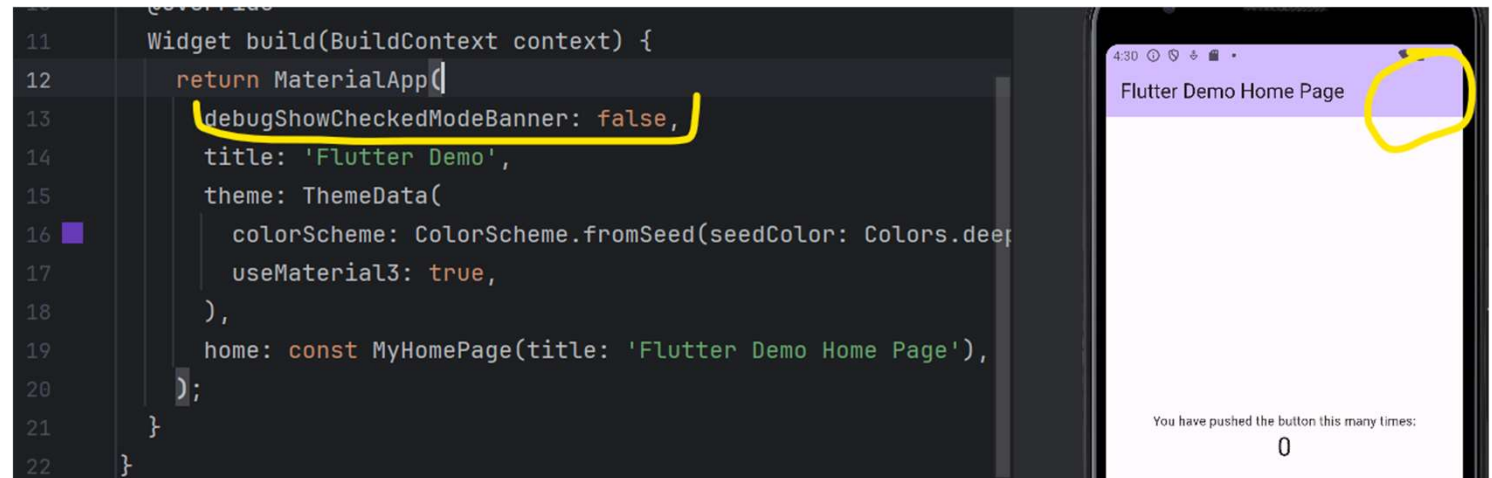 11 Widget build(BuildContext context) {
12 return MaterialApp(
13 debugShowCheckedModeBanner: false,
14 title: 'Flutter Demo',
15 theme: ThemeData(
16 colorScheme: ColorScheme.fromSeed(seedColor: Colors.deep
17 useMaterial3: true,
18 ),
19 home: const MyHomePage(title: 'Flutter Demo Home Page'),
20 );
21 }
22 }
4:30
Flutter Demo Home Page
You have pushed the button this many times:
0